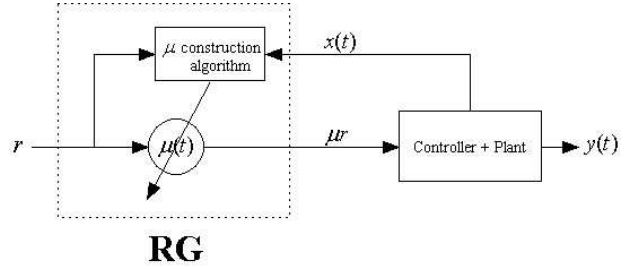 μ construction
algorithm
x(t)
r
μ(t)
μr
Controller + Plant
y(t)
RG